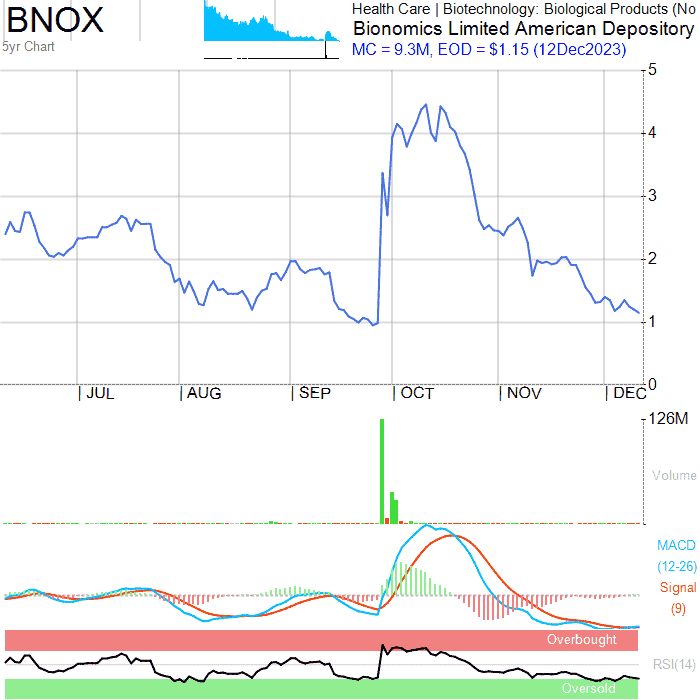 BNOX
5yr Chart
Health Care | Biotechnology: Biological Products (No
Bionomics Limited American Depository
MC = 9.3M, EOD = $1.15 (12Dec2023)
5
4
3
2
1
0
| JUL | AUG | SEP | OCT | NOV | DEC
126M
Volume
MACD
(12-26)
Signal
(9)
Overbought
RSI(14)
Oversold